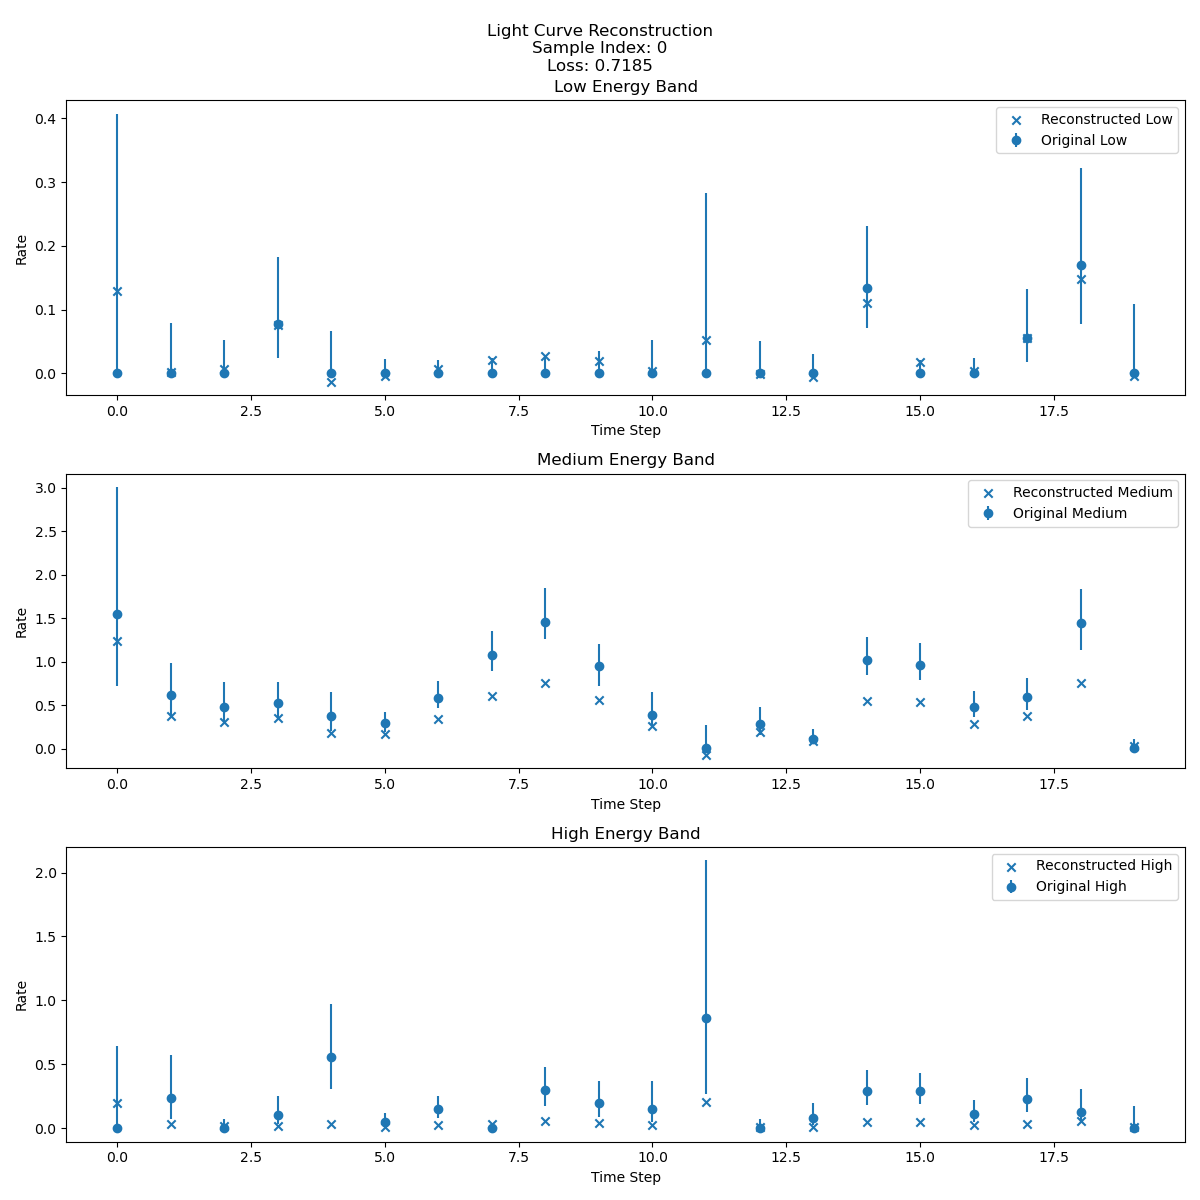 Light Curve Reconstruction
Sample Index: 0
Loss: 0.7185
Low Energy Band
Reconstructed Low
Original Low
0.4
0.3
0.2
0.1
0.0
Rate
0.0 2.5 5.0 7.5 10.0 12.5 15.0 17.5
Time Step
Medium Energy Band
Reconstructed Medium
Original Medium
3.0
2.5
2.0
1.5
1.0
0.5
0.0
Rate
0.0 2.5 5.0 7.5 10.0 12.5 15.0 17.5
Time Step
High Energy Band
Reconstructed High
Original High
2.0
1.5
1.0
0.5
0.0
Rate
0.0 2.5 5.0 7.5 10.0 12.5 15.0 17.5
Time Step